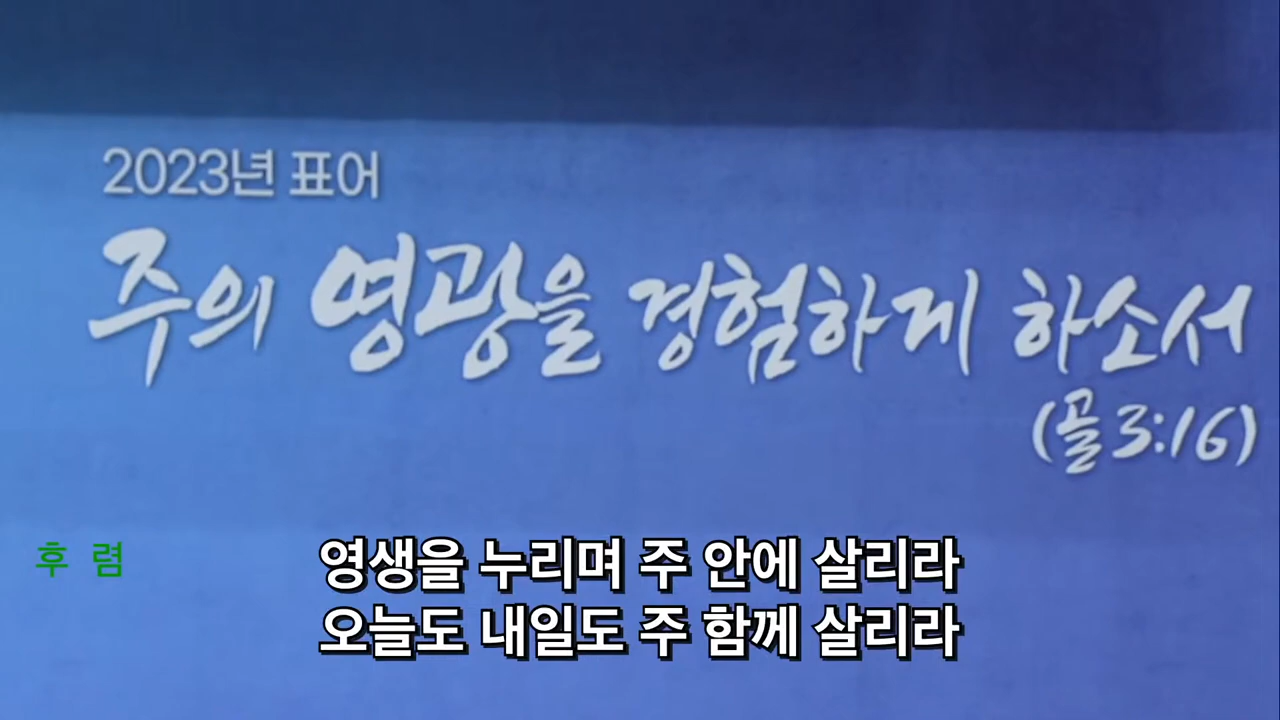 2023년 표어
주의 영광을 경험하게 하소서
(골 3:16)
후 렴
영생을 누리며 주 안에 살리라
오늘도 내일도 주 함께 살리라